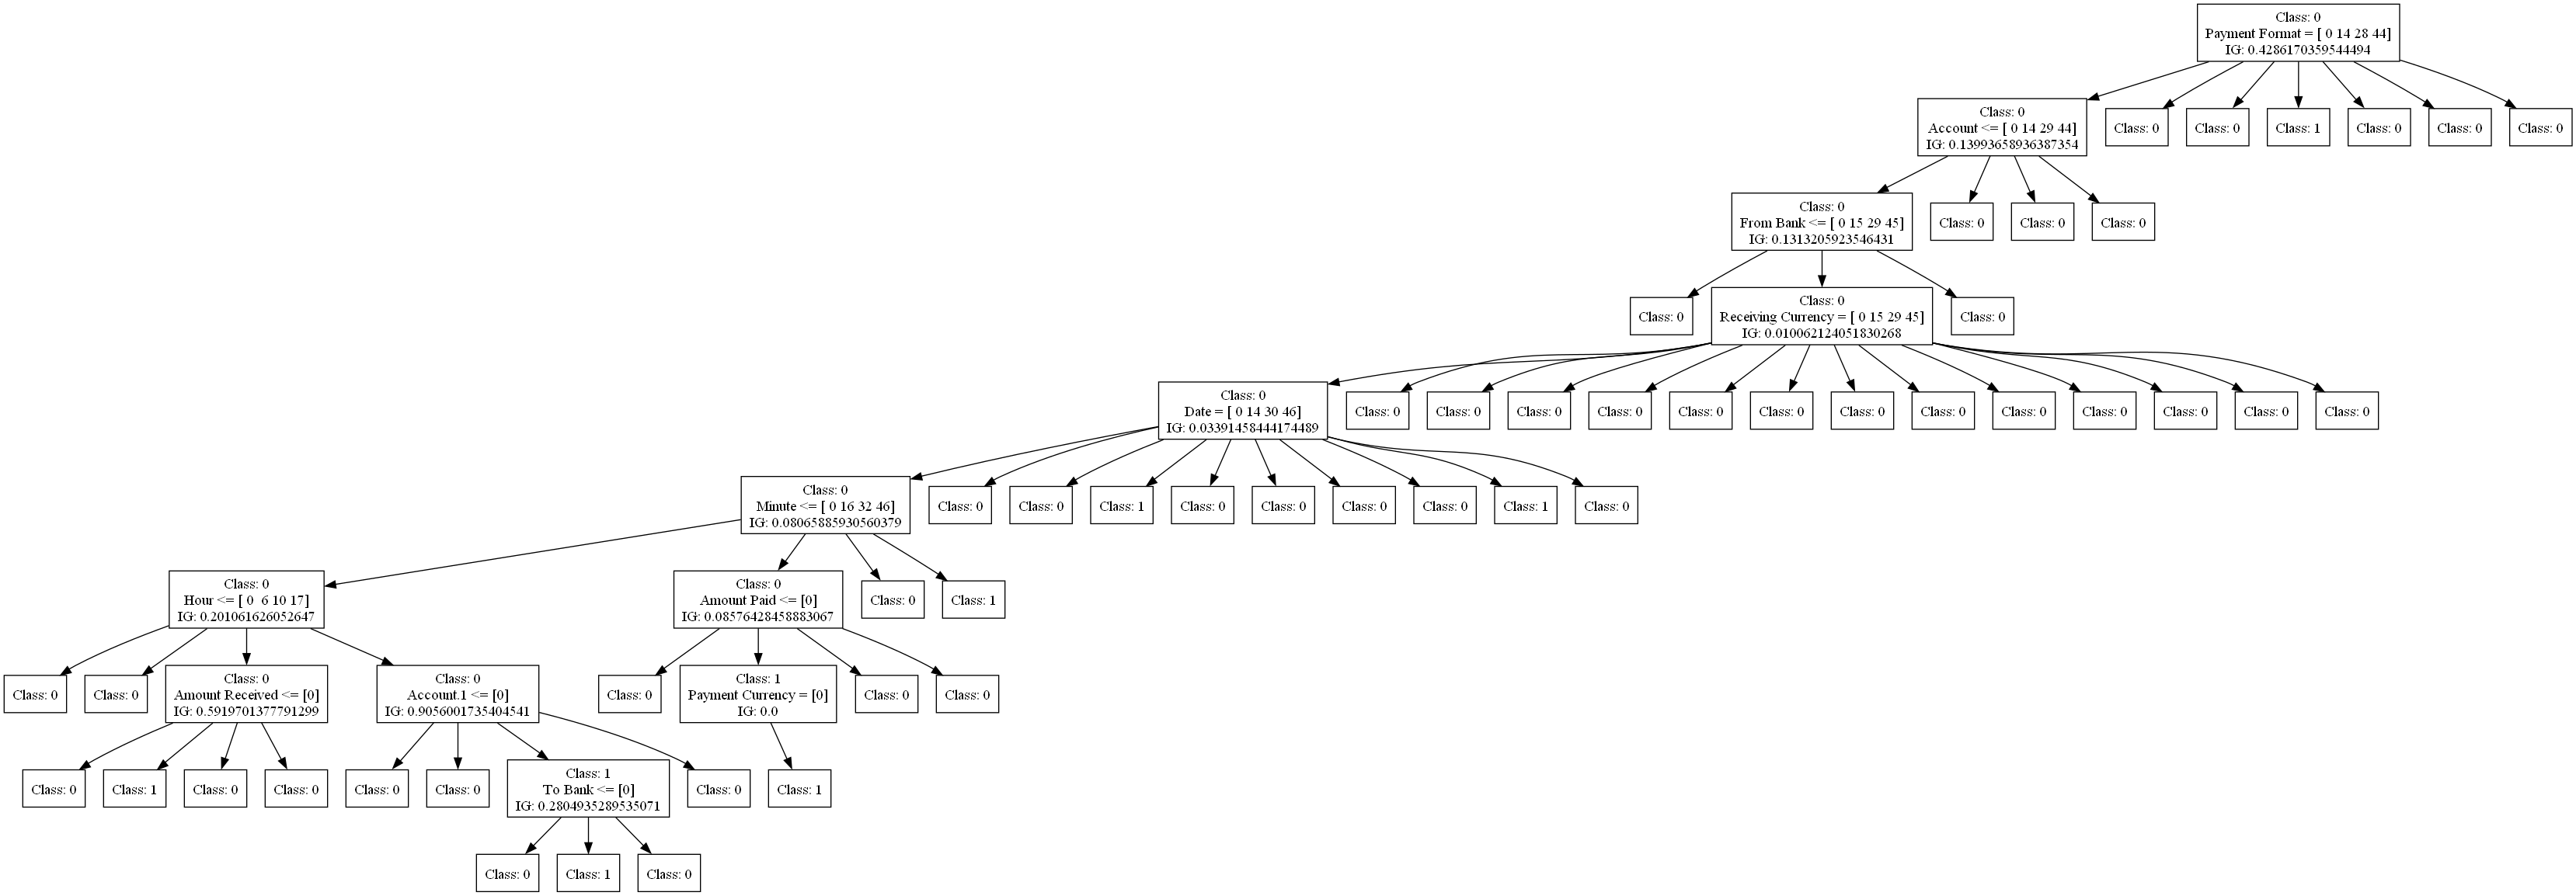 Class: 0
Payment Format = [ 0 14 28 44]
IG: 0.4286170359544494
Class: 0
Account <= [ 0 14 29 44]
IG: 0.13993658936387354
Class: 0
Class: 0
Class: 1
Class: 0
Class: 0
Class: 0
Class: 0
From Bank <= [ 0 15 29 45]
IG: 0.1313205923546431
Class: 0
Class: 0
Class: 0
Class: 0
Class: 0
Receiving Currency = [ 0 15 29 45]
IG: 0.010062124051830268
Class: 0
Class: 0
Date = [ 0 14 30 46]
IG: 0.03391458444174489
Class: 0
Class: 0
Class: 0
Class: 0
Class: 0
Class: 0
Class: 0
Class: 0
Class: 0
Class: 0
Class: 0
Class: 0
Class: 0
Class: 0
Minute <= [ 0 16 32 46]
IG: 0.08065885930560379
Class: 0
Class: 0
Class: 1
Class: 0
Class: 0
Class: 0
Class: 0
Class: 1
Class: 0
Class: 0
Hour <= [ 0  6 10 17]
IG: 0.201061626052647
Class: 0
Amount Paid <= [0]
IG: 0.08576428458883067
Class: 0
Class: 1
Class: 0
Class: 0
Class: 0
Amount Received <= [0]
IG: 0.5919701377791299
Class: 0
Account.1 <= [0]
IG: 0.9056001735404541
Class: 0
Class: 1
Payment Currency = [0]
IG: 0.0
Class: 0
Class: 0
Class: 0
Class: 1
Class: 0
Class: 0
Class: 0
Class: 0
Class: 1
To Bank <= [0]
IG: 0.2804935289535071
Class: 0
Class: 1
Class: 0
Class: 1
Class: 0